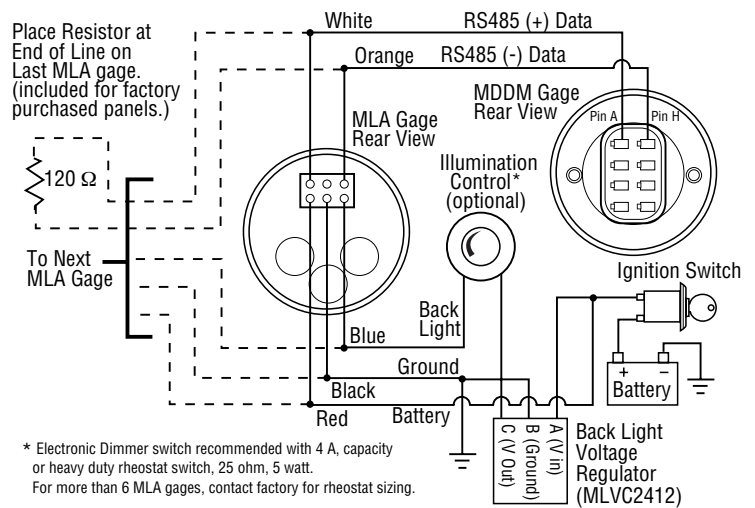 White
RS485 (+) Data
Place Resistor at
End of Line on
Last MLA gage.
(included for factory
purchased panels.)
Orange
RS485 (-) Data
MDDM Gage
Rear View
Pin A
Pin H
MLA Gage
Rear View
Illumination
Control*
(optional)
120 Ω
To Next
MLA Gage
Ignition Switch
Back
Light
Blue
Ground
Black
Red
Battery
+ −
Battery
C (V Out)
B (Ground)
A (V in)
Back Light
Voltage
Regulator
(MLVC2412)
* Electronic Dimmer switch recommended with 4 A, capacity
or heavy duty rheostat switch, 25 ohm, 5 watt.
For more than 6 MLA gages, contact factory for rheostat sizing.